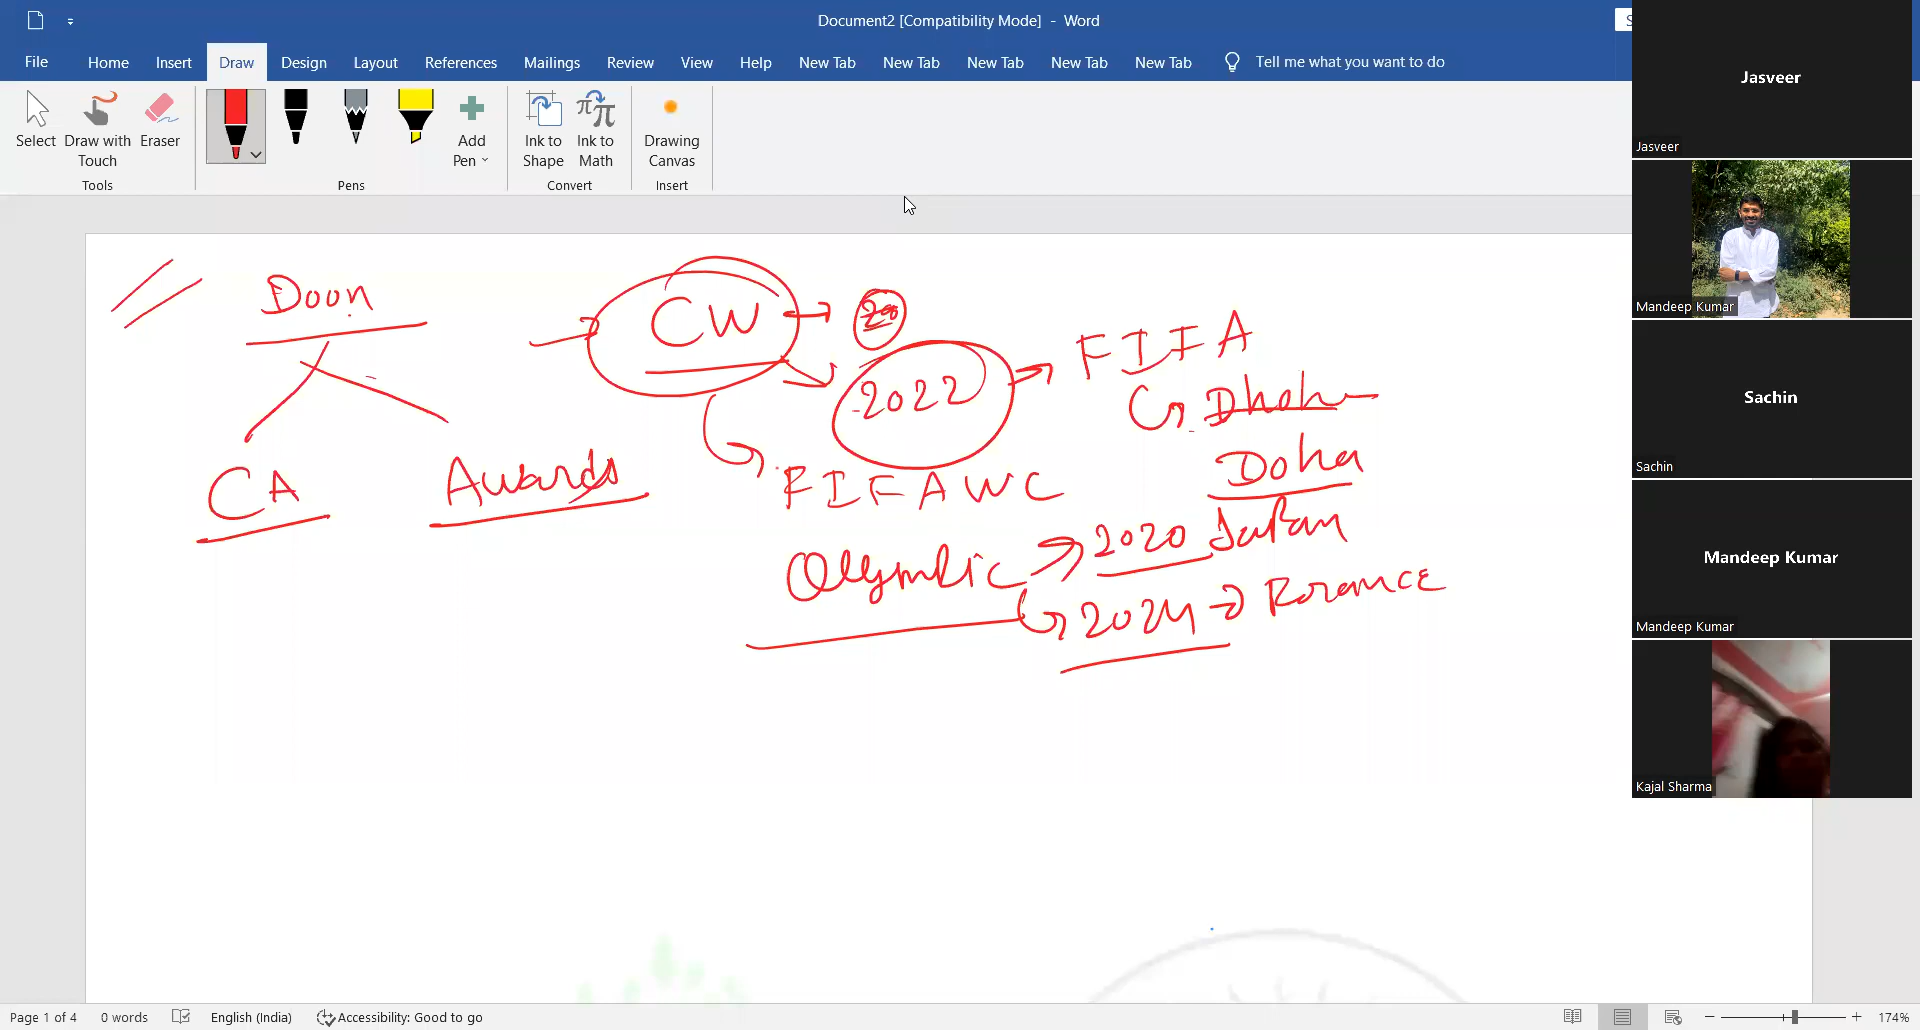 Document2 [Compatibility Mode] - Word
File Home Insert Draw Design Layout References Mailings Review View Help New Tab New Tab New Tab New Tab New Tab Tell me what you want to do
Select
Draw with
Touch
Eraser
Add
Pen
Ink to
Shape
Ink to
Math
Drawing
Canvas
Tools
Pens
Convert
Insert
Doon
CA
Awards
CW
2022
FIFA
Doha
FIFA WC
Olympic
2020 Japan
2024
Jasveer
Jasveer
Mandeep Kumar
Sachin
Sachin
Mandeep Kumar
Mandeep Kumar
Kajal Sharma
Page 1 of 4 0 words English (India) Accessibility: Good to go 174%